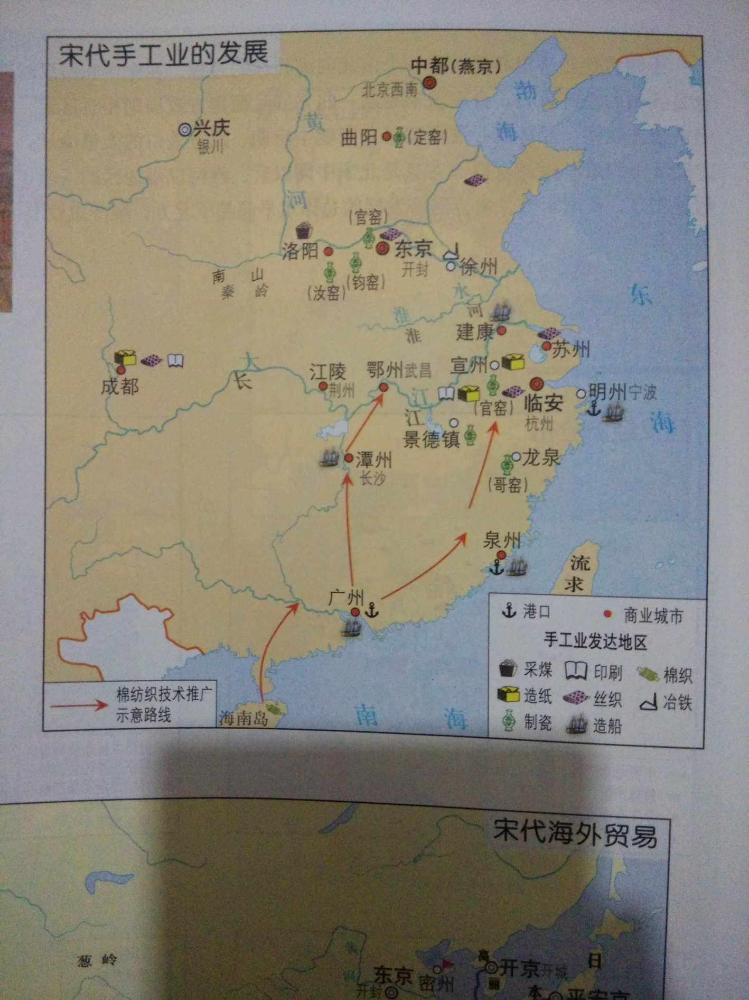 宋代手工业的发展
中都(燕京)
北京西南
渤
海
兴庆
银川
黄
河
曲阳
(定窑)
(官窑)
洛阳
东京
开封
徐州
(汝窑)
(钧窑)
南山
秦岭
水
淮
河
淮
东
海
建康
苏州
成都
大
长
江陵
荆州
鄂州武昌
宣州
江
江
(官窑)
临安
杭州
明州宁波
景德镇
潭州
长沙
龙泉
(哥窑)
泉州
流
求
广州
港口
商业城市
手工业发达地区
采煤
印刷
棉织
造纸
丝织
冶铁
制瓷
造船
棉纺织技术推广
示意路线
海南岛
南海
宋代海外贸易
葱岭
东京
开封
密州
高
丽
开京开城
日
本
平安京